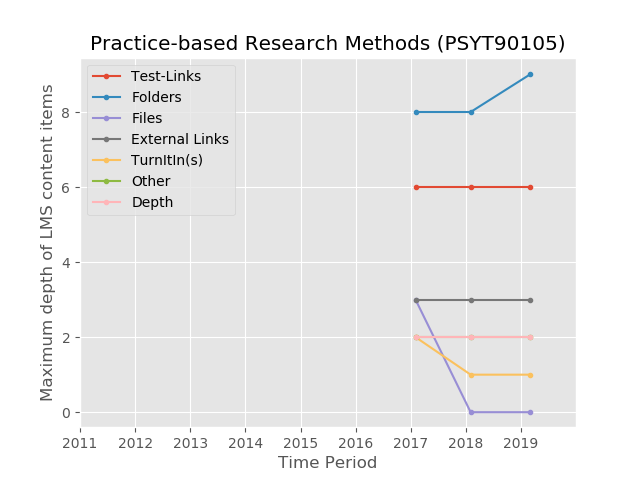 Practice-based Research Methods (PSYT90105)
Test-Links
Folders
Files
External Links
TurnItIn(s)
Other
Depth
Maximum depth of LMS content items
8
6
4
2
0
2011 2012 2013 2014 2015 2016 2017 2018 2019
Time Period